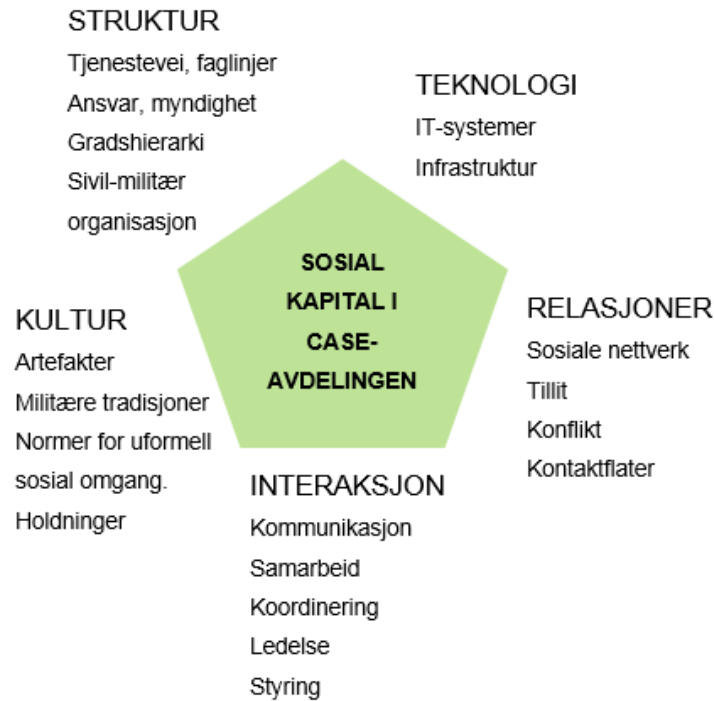 STRUKTUR
Tjenestevei, faglinjer
Ansvar, myndighet
Gradshierarki
Sivil-militær
organisasjon
TEKNOLOGI
IT-systemer
Infrastruktur
SOSIAL
KAPITAL I
CASE-
AVDELINGEN
KULTUR
Artefakter
Militære tradisjoner
Normer for uformell
sosial omgang.
Holdninger
RELASJONER
Sosiale nettverk
Tillit
Konflikt
Kontaktflater
INTERAKSJON
Kommunikasjon
Samarbeid
Koordinering
Ledelse
Styring